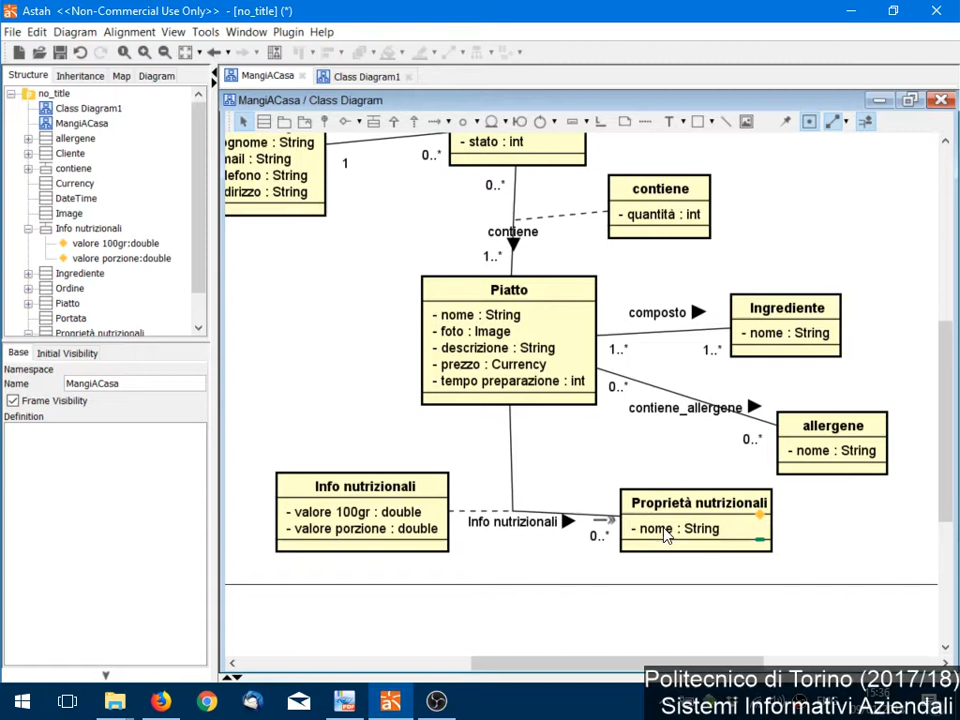 Astah <<Non-Commercial Use Only>> - [no_title] (*)
File Edit Diagram Alignment View Tools Window Plugin Help
Structure Inheritance Map Diagram
no_title
Class Diagram1
MangiACasa
allergene
Cliente
contiene
Currency
DateTime
Image
Info nutrizionali
valore 100gr:double
valore porzione:double
Ingrediente
Ordine
Piatto
Portata
Proprietà nutrizionali
Base Initial Visibility
Namespace
Name MangiACasa
Frame Visibility
Definition
MangiACasa Class Diagram1
MangiACasa / Class Diagram
ognome : String
mail : String
lefono : String
dirizzo : String
1
0..*
- stato : int
0..*
contiene
1..*
contiene
- quantità : int
Piatto
- nome : String
- foto : Image
- descrizione : String
- prezzo : Currency
- tempo preparazione : int
composto
1..*
1..*
Ingrediente
- nome : String
0..*
contiene_allergene
0..*
allergene
- nome : String
Info nutrizionali
- valore 100gr : double
- valore porzione : double
Info nutrizionali
0..*
Proprietà nutrizionali
- nome : String
Politecnico di Torino (2017/18)
Sistemi Informativi Aziendali